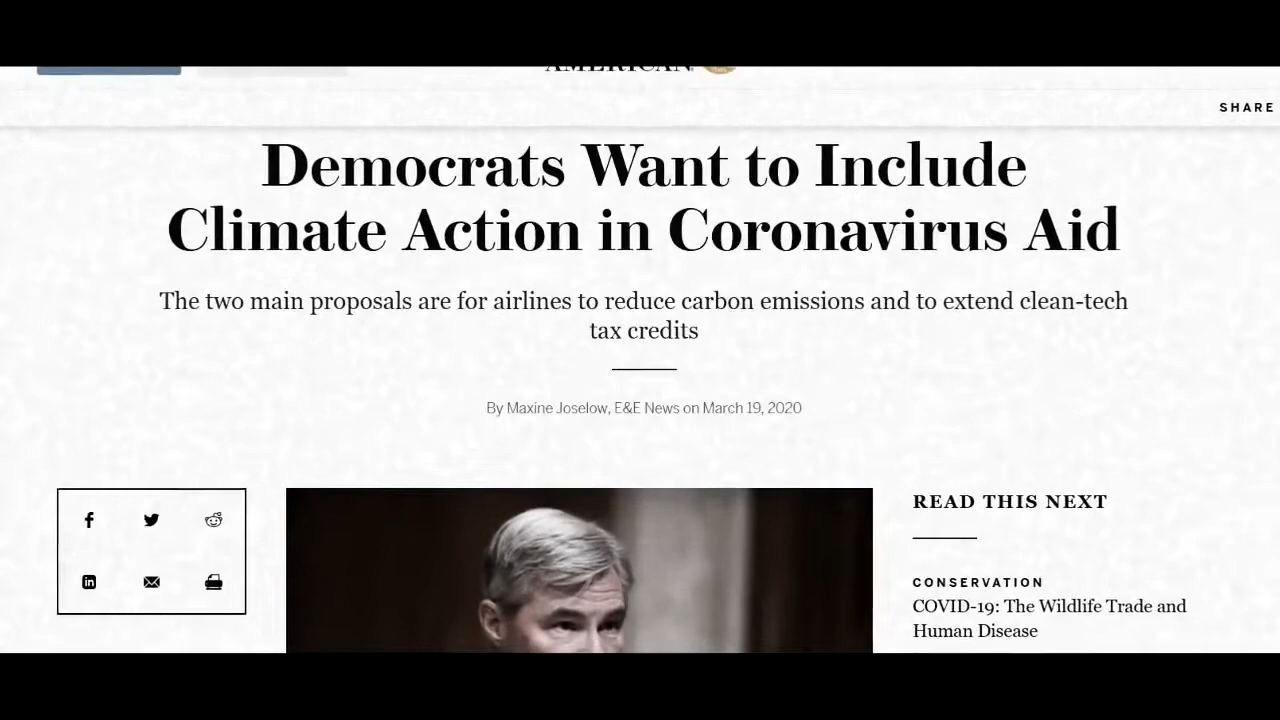 AMERICAN
SHARE
Democrats Want to Include
Climate Action in Coronavirus Aid
The two main proposals are for airlines to reduce carbon emissions and to extend clean-tech
tax credits
By Maxine Joselow, E&E News on March 19, 2020
READ THIS NEXT
CONSERVATION
COVID-19: The Wildlife Trade and
Human Disease